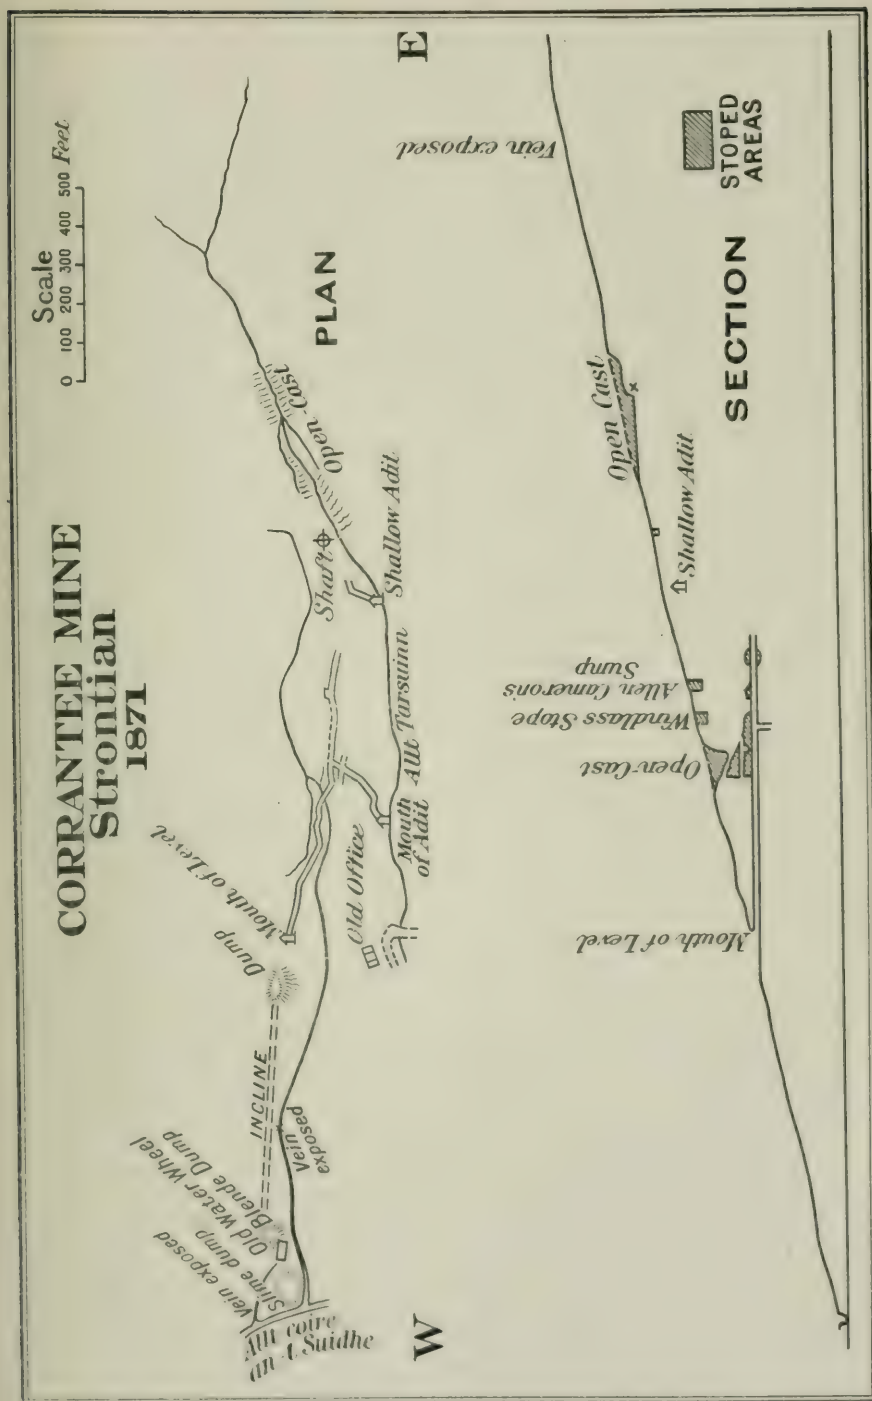 CORRANTEE MINE
Strontian
1871
Scale
0 100 200 300 400 500 Feet
PLAN
Vein exposed
Slime dump
Old Water Wheel
Blende Dump
Allt coire
an t Suidhe
INCLINE
Vein
exposed
Dump
Mouth of Level
Old Office
Mouth
of Adit
Allt Tarsuinn
Shaft
Shallow Adit
Open-Cast
W
E
Mouth of Level
Open-Cast
Windlass Stope
Allen Cameron's
Sump
Shallow Adit
Open Cast
x
Vein exposed
SECTION
STOPED
AREAS